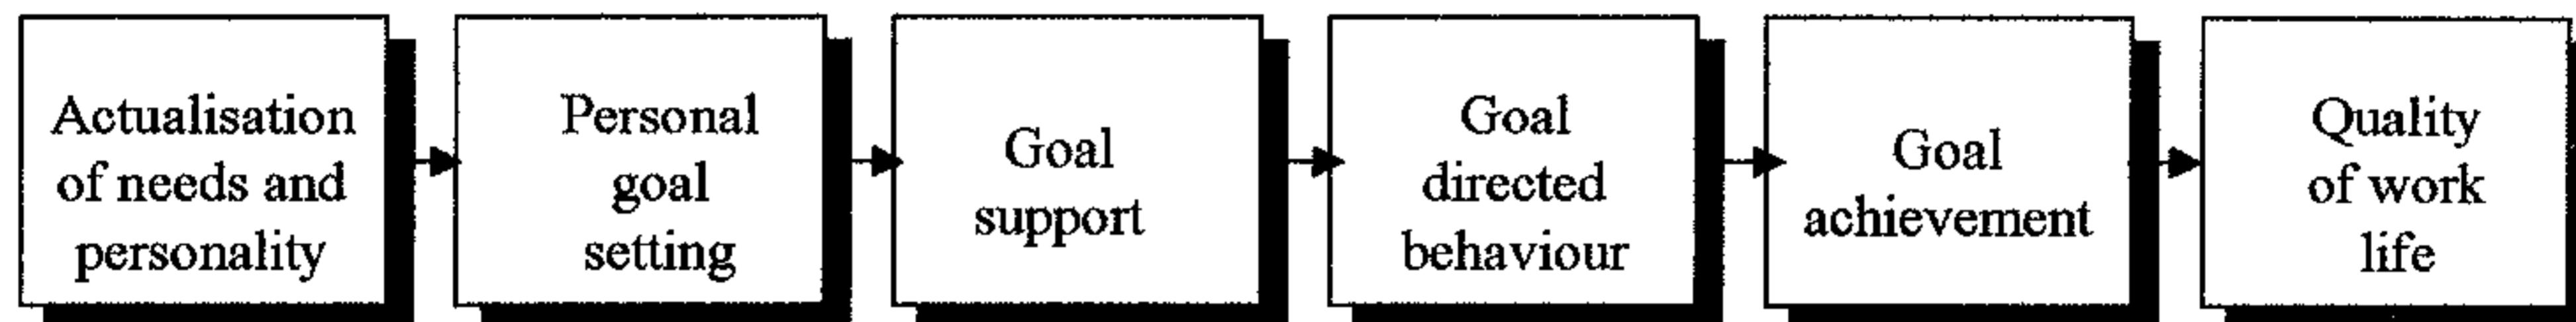 Actualisation
of needs and
personality
Personal
goal
setting
Goal
support
Goal
directed
behaviour
Goal
achievement
Quality
of work
life